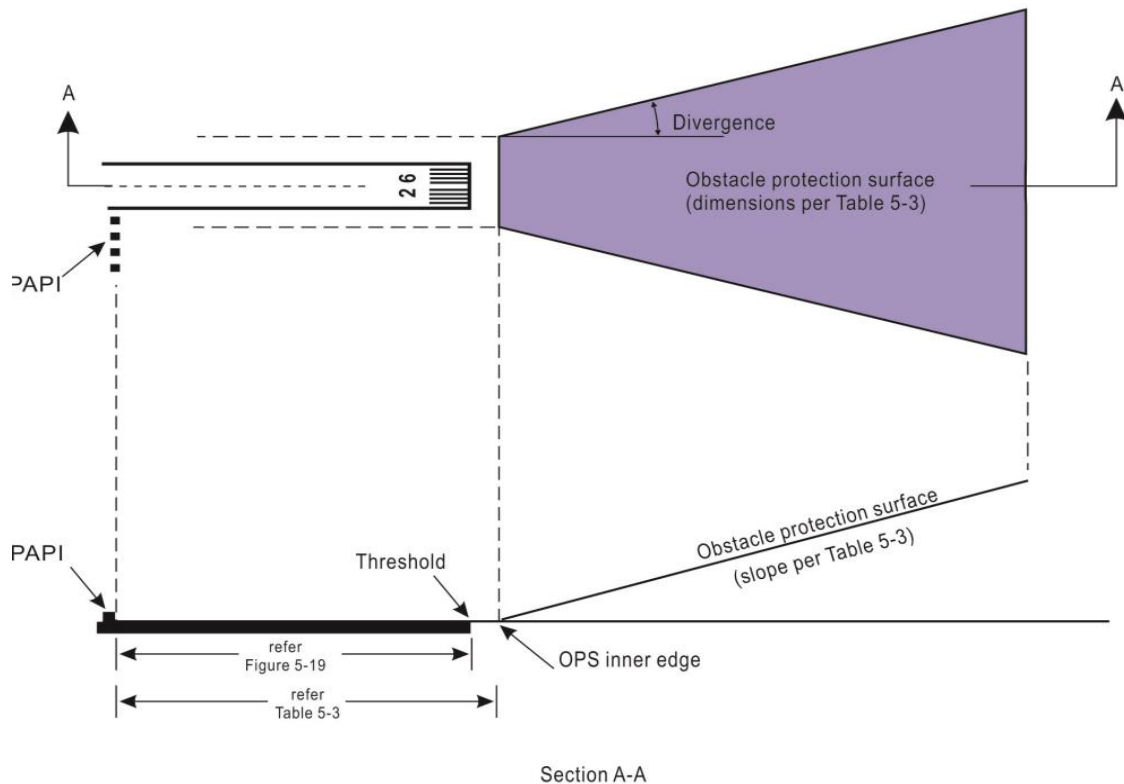 A
A
Divergence
26
Obstacle protection surface
(dimensions per Table 5-3)
PAPI
Obstacle protection surface
(slope per Table 5-3)
PAPI
Threshold
OPS inner edge
refer
Figure 5-19
refer
Table 5-3
Section A-A